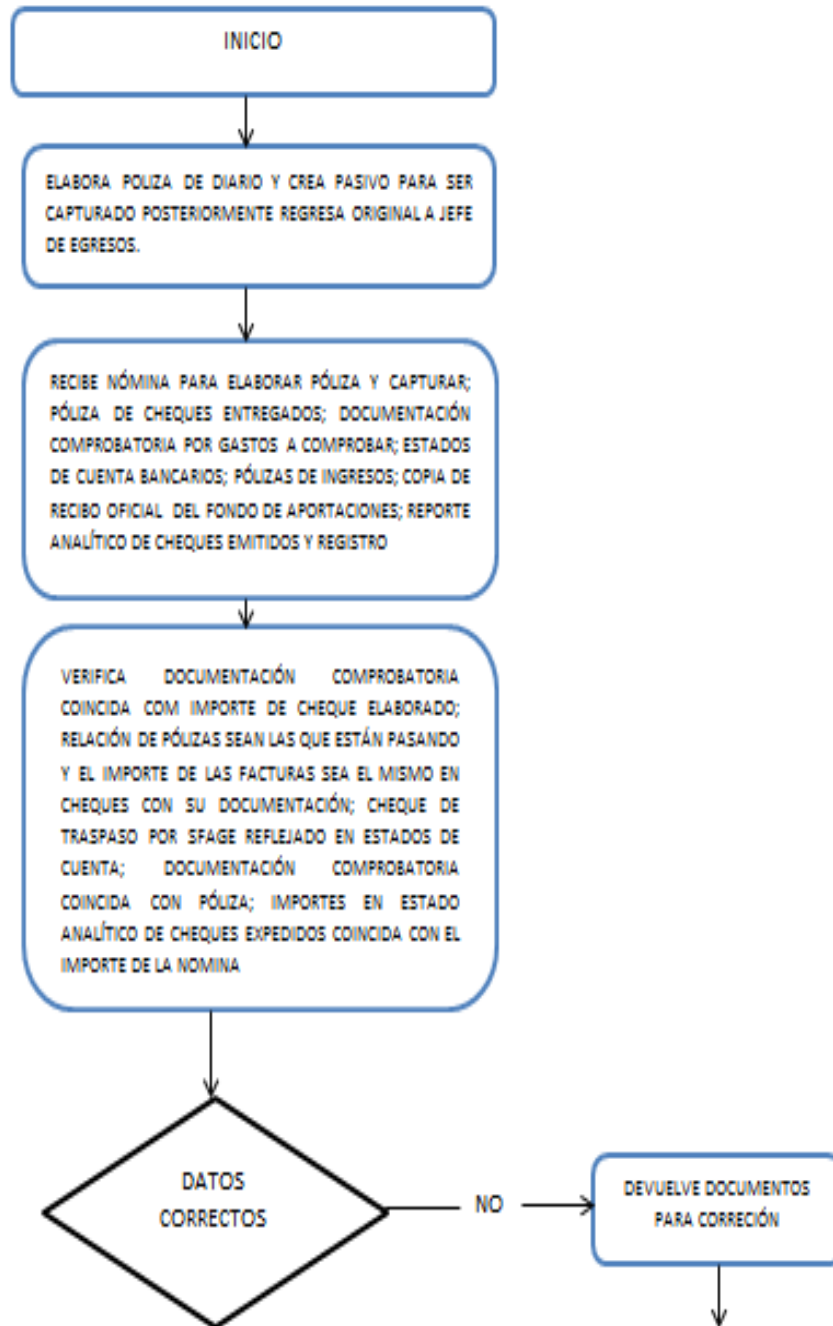 INICIO
ELABORA POLIZA DE DIARIO Y CREA PASIVO PARA SER
CAPTURADO POSTERIORMENTE REGRESA ORIGINAL A JEFE
DE EGRESOS.
RECIBE NÓMINA PARA ELABORAR PÓLIZA Y CAPTURAR;
PÓLIZA DE CHEQUES ENTREGADOS; DOCUMENTACIÓN
COMPROBATORIA POR GASTOS A COMPROBAR; ESTADOS
DE CUENTA BANCARIOS; PÓLIZAS DE INGRESOS; COPIA DE
RECIBO OFICIAL DEL FONDO DE APORTACIONES; REPORTE
ANALÍTICO DE CHEQUES EMITIDOS Y REGISTRO
VERIFICA DOCUMENTACIÓN COMPROBATORIA
COINCIDA COM IMPORTE DE CHEQUE ELABORADO;
RELACIÓN DE PÓLIZAS SEAN LAS QUE ESTÁN PASANDO
Y EL IMPORTE DE LAS FACTURAS SEA EL MISMO EN
CHEQUES CON SU DOCUMENTACIÓN; CHEQUE DE
TRASPASO POR SFAGE REFLEJADO EN ESTADOS DE
CUENTA; DOCUMENTACIÓN COMPROBATORIA
COINCIDA CON PÓLIZA; IMPORTES EN ESTADO
ANALÍTICO DE CHEQUES EXPEDIDOS COINCIDA CON EL
IMPORTE DE LA NOMINA
DATOS
CORRECTOS
NO
DEVUELVE DOCUMENTOS
PARA CORRECIÓN